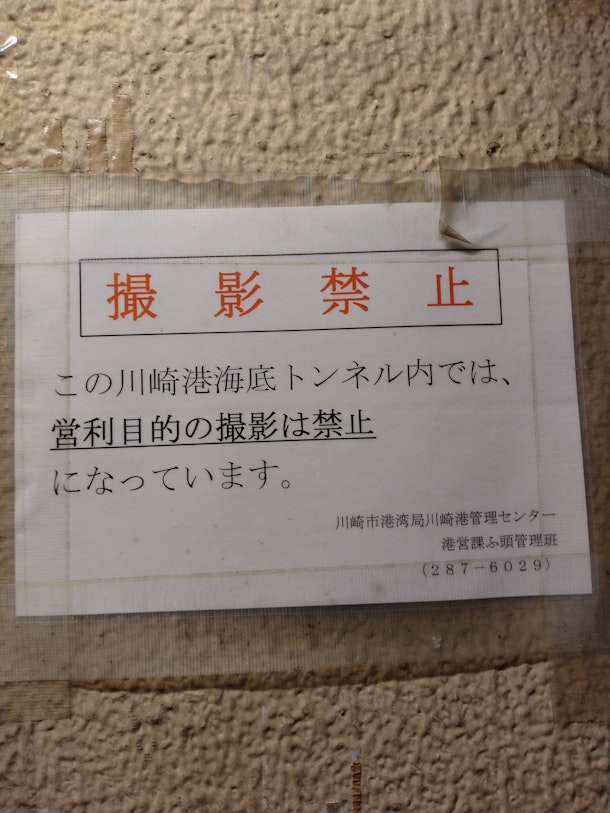 撮影禁止
この川崎港海底トンネル内では、
営利目的の撮影は禁止
になっています。
川崎市港湾局川崎港管理センター
港営課ふ頭管理班
（２８７－６０２９）